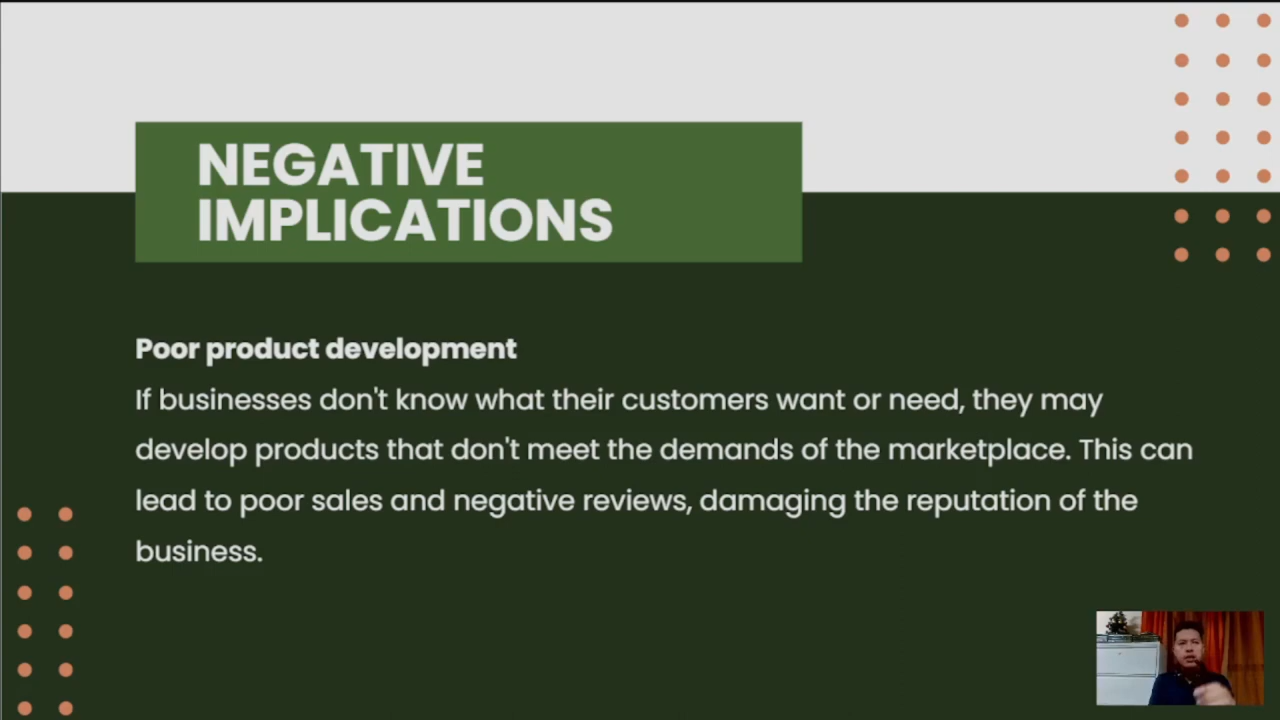 NEGATIVE
IMPLICATIONS
Poor product development
If businesses don't know what their customers want or need, they may
develop products that don't meet the demands of the marketplace. This can
lead to poor sales and negative reviews, damaging the reputation of the
business.